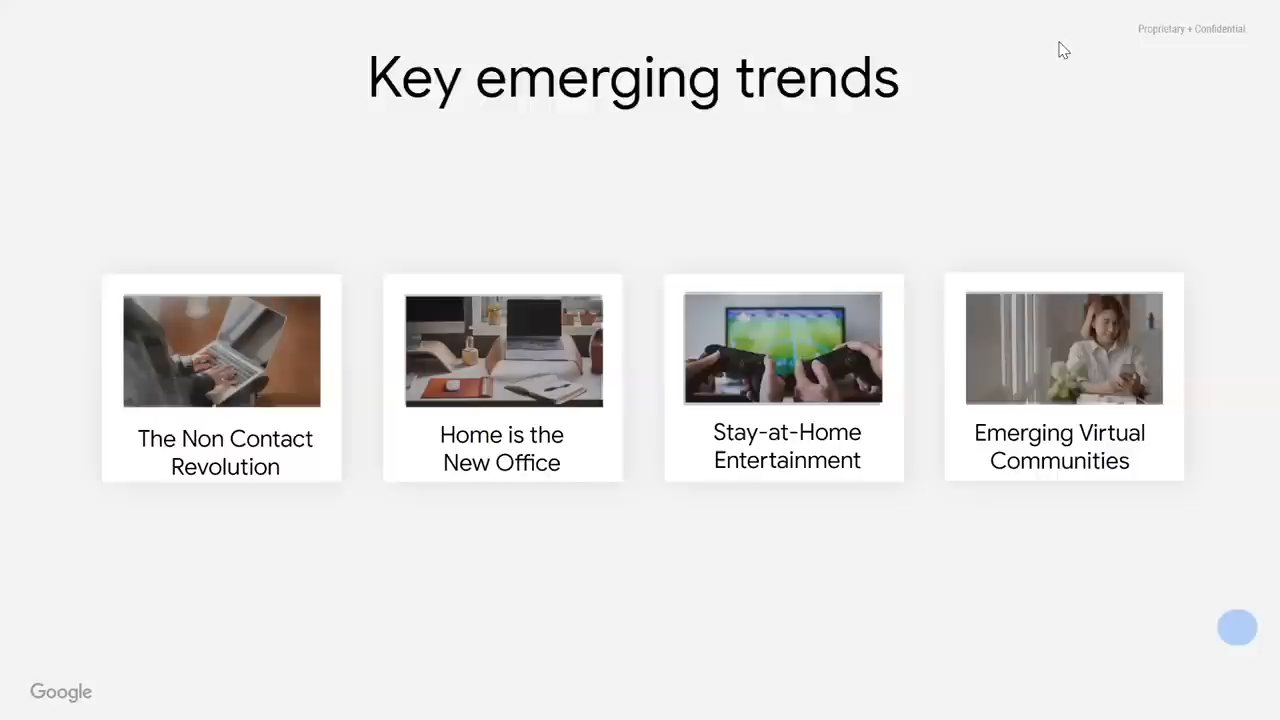 Proprietary + Confidential
Key emerging trends
The Non Contact
Revolution
Home is the
New Office
Stay-at-Home
Entertainment
Emerging Virtual
Communities
Google